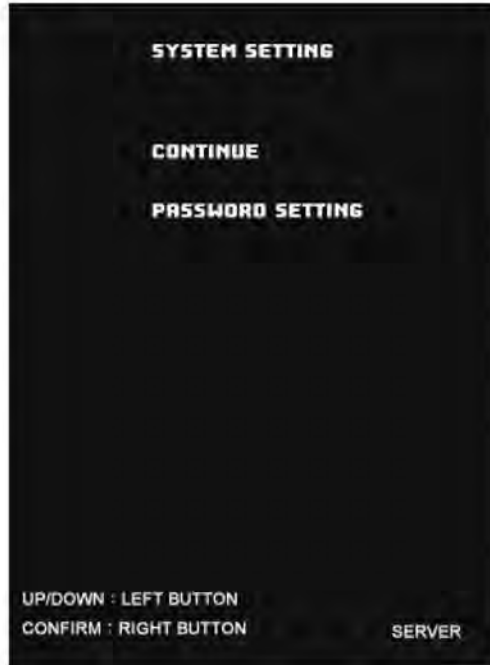 SYSTEM SETTING
CONTINUE
PASSWORD SETTING
UP/DOWN : LEFT BUTTON
CONFIRM : RIGHT BUTTON
SERVER